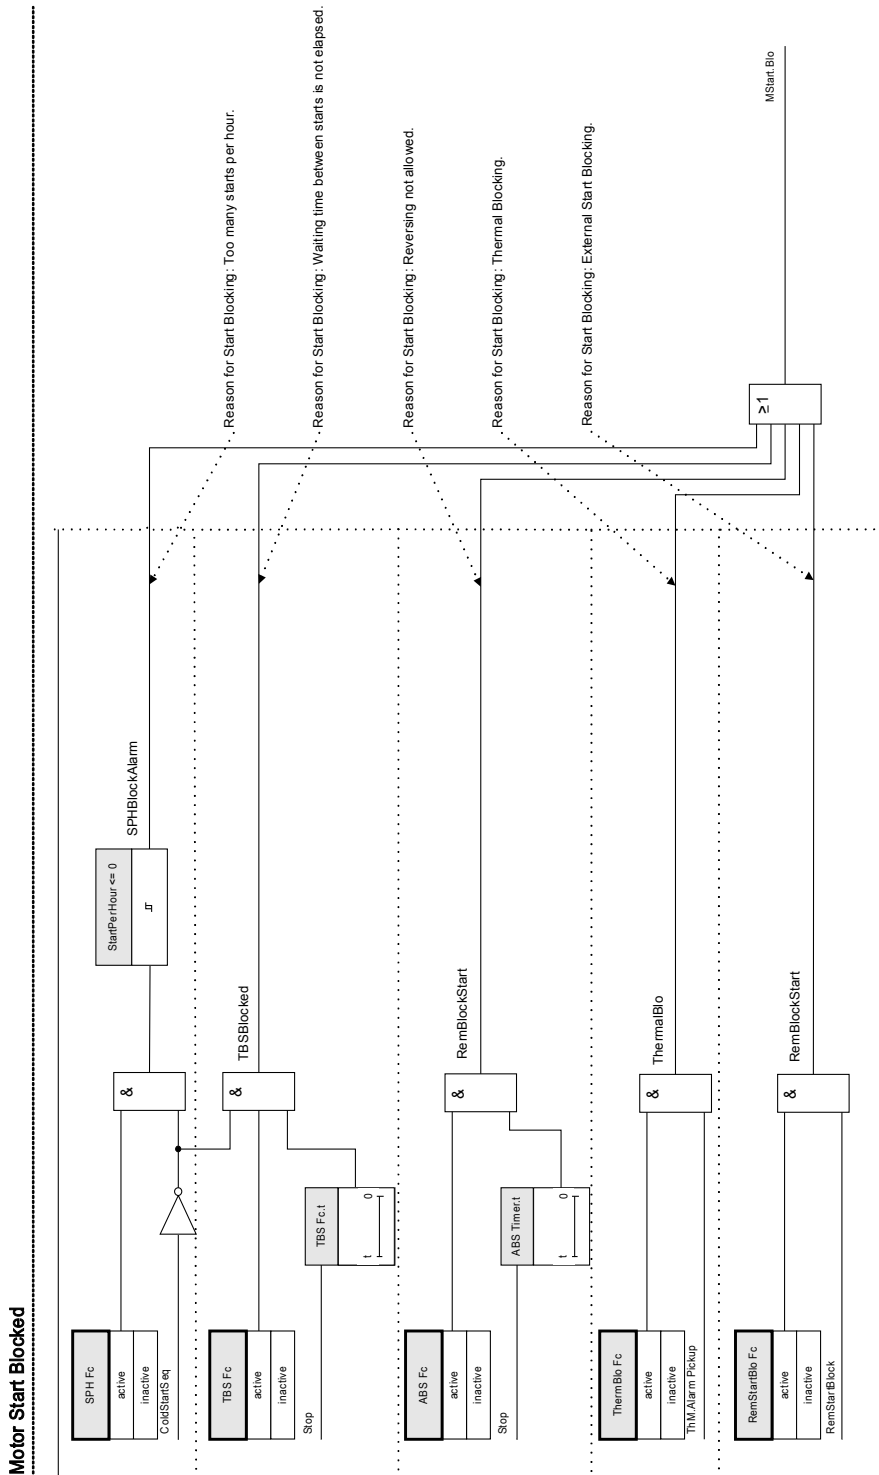 Motor Start Blocked
SPH Fc
active
inactive
ColdStartSeq
&
StartPerHour <= 0
SPHBlockAlarm
Reason for Start Blocking: Too many starts per hour.
TBS Fc
active
inactive
Stop
TBS Fc.t
t
0
&
TBSBlocked
Reason for Start Blocking: Waiting time between starts is not elapsed.
ABS Fc
active
inactive
Stop
ABS Timer.t
t
0
&
RemBlockStart
Reason for Start Blocking: Reversing not allowed.
ThermBlo Fc
active
inactive
ThM.Alarm Pickup
&
ThermalBlo
Reason for Start Blocking: Thermal Blocking.
RemStartBlo Fc
active
inactive
RemStartBlock
&
RemBlockStart
Reason for Start Blocking: External Start Blocking.
≥1
MStart.Blo